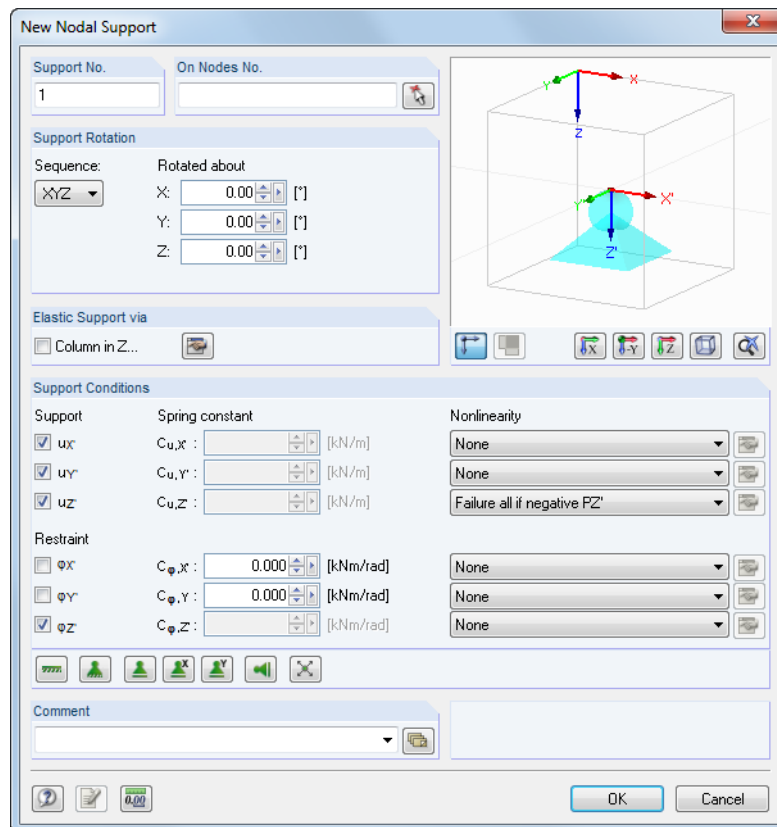 New Nodal Support
Support No.
On Nodes No.
1
Support Rotation
Sequence:
Rotated about
XYZ
X: 0.00 [°]
Y: 0.00 [°]
Z: 0.00 [°]
Y
X
Z
Y'
X'
Z'
Elastic Support via
Column in Z...
X
-Y
Z
Support Conditions
Support
Spring constant
Nonlinearity
uX' Cu,X' : [kN/m] None
uY' Cu,Y' : [kN/m] None
uZ' Cu,Z' : [kN/m] Failure all if negative PZ'
Restraint
φX' Cφ,X' : 0.000 [kNm/rad] None
φY' Cφ,Y' : 0.000 [kNm/rad] None
φZ' Cφ,Z' : [kNm/rad] None
X
Y
Comment
0.00
OK
Cancel